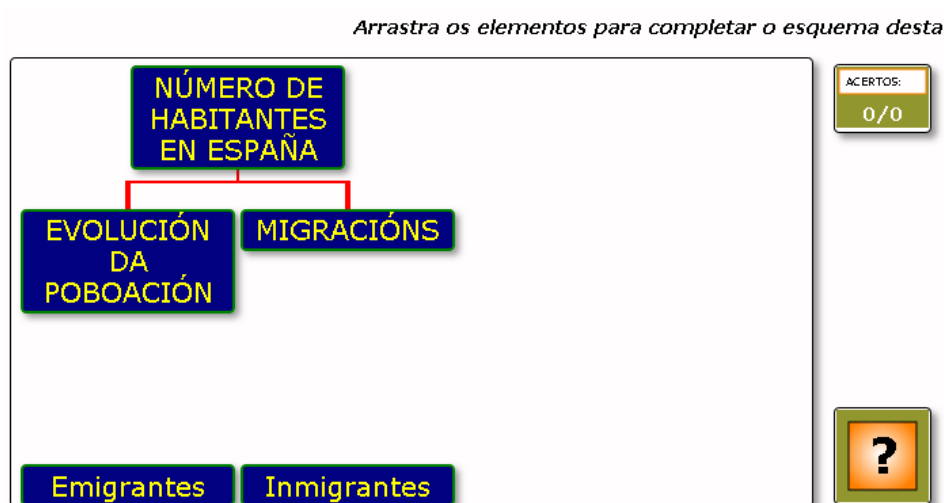 Arrastra os elementos para completar o esquema desta
NÚMERO DE
HABITANTES
EN ESPAÑA
ACERTOS:
0/0
EVOLUCIÓN
DA
POBOACIÓN
MIGRACIÓNS
?
Emigrantes
Inmigrantes